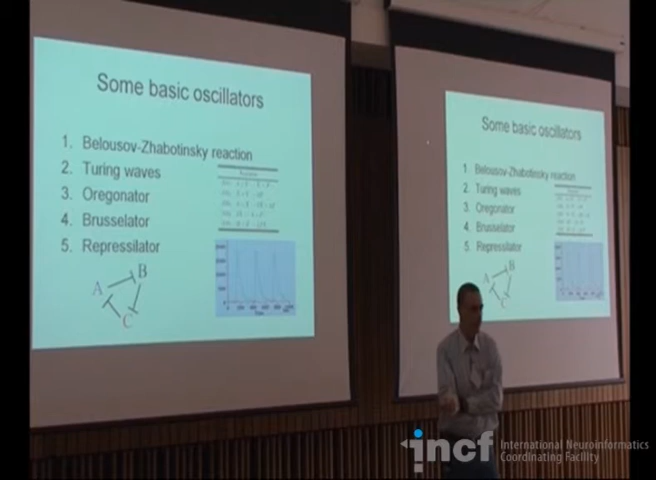 Some basic oscillators
1. Belousov-Zhabotinsky reaction
2. Turing waves
3. Oregonator
4. Brusselator
5. Repressilator
A
B
C
Some basic oscillators
1. Belousov-Zhabotinsky reaction
2. Turing waves
3. Oregonator
4. Brusselator
5. Repressilator
A
B
C
incf
International Neuroinformatics
Coordinating Facility